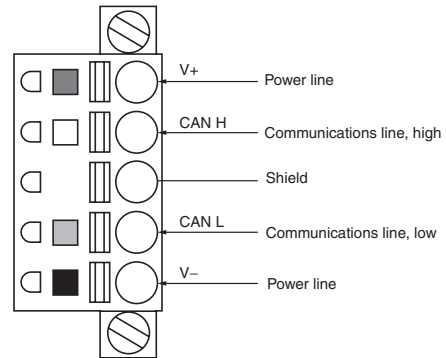 V+
Power line
CAN H
Communications line, high
Shield
CAN L
Communications line, low
V–
Power line